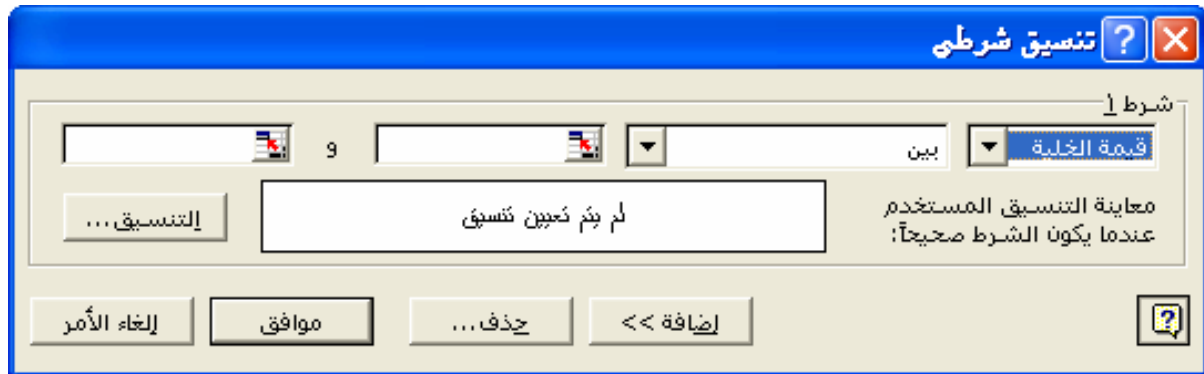 تنسيق شرطي
شرط 1
قيمة الخلية بين و
معاينة التنسيق المستخدم
عندما يكون الشرط صحيحاً:
لم يتم تعيين تنسيق
التنسيق...
إضافة >>
حذف...
موافق
إلغاء الأمر